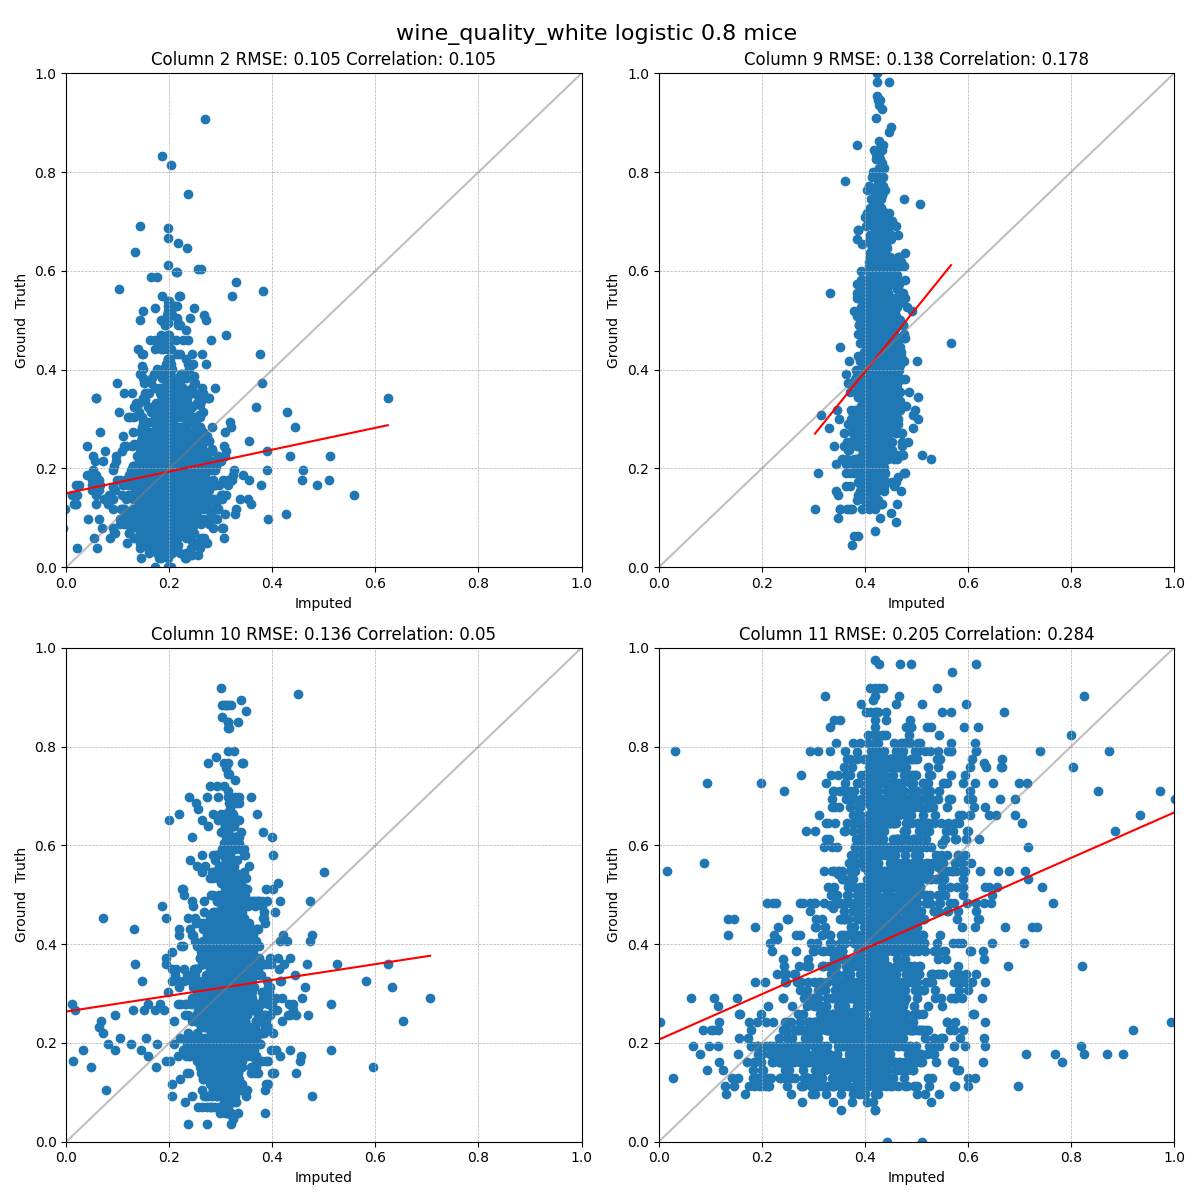 wine_quality_white logistic 0.8 mice
Column 2 RMSE: 0.105 Correlation: 0.105
1.0
0.8
0.6
0.4
0.2
0.0
Ground Truth
0.0 0.2 0.4 0.6 0.8 1.0
Imputed
Column 9 RMSE: 0.138 Correlation: 0.178
1.0
0.8
0.6
0.4
0.2
0.0
Ground Truth
0.0 0.2 0.4 0.6 0.8 1.0
Imputed
Column 10 RMSE: 0.136 Correlation: 0.05
1.0
0.8
0.6
0.4
0.2
0.0
Ground Truth
0.0 0.2 0.4 0.6 0.8 1.0
Imputed
Column 11 RMSE: 0.205 Correlation: 0.284
1.0
0.8
0.6
0.4
0.2
0.0
Ground Truth
0.0 0.2 0.4 0.6 0.8 1.0
Imputed